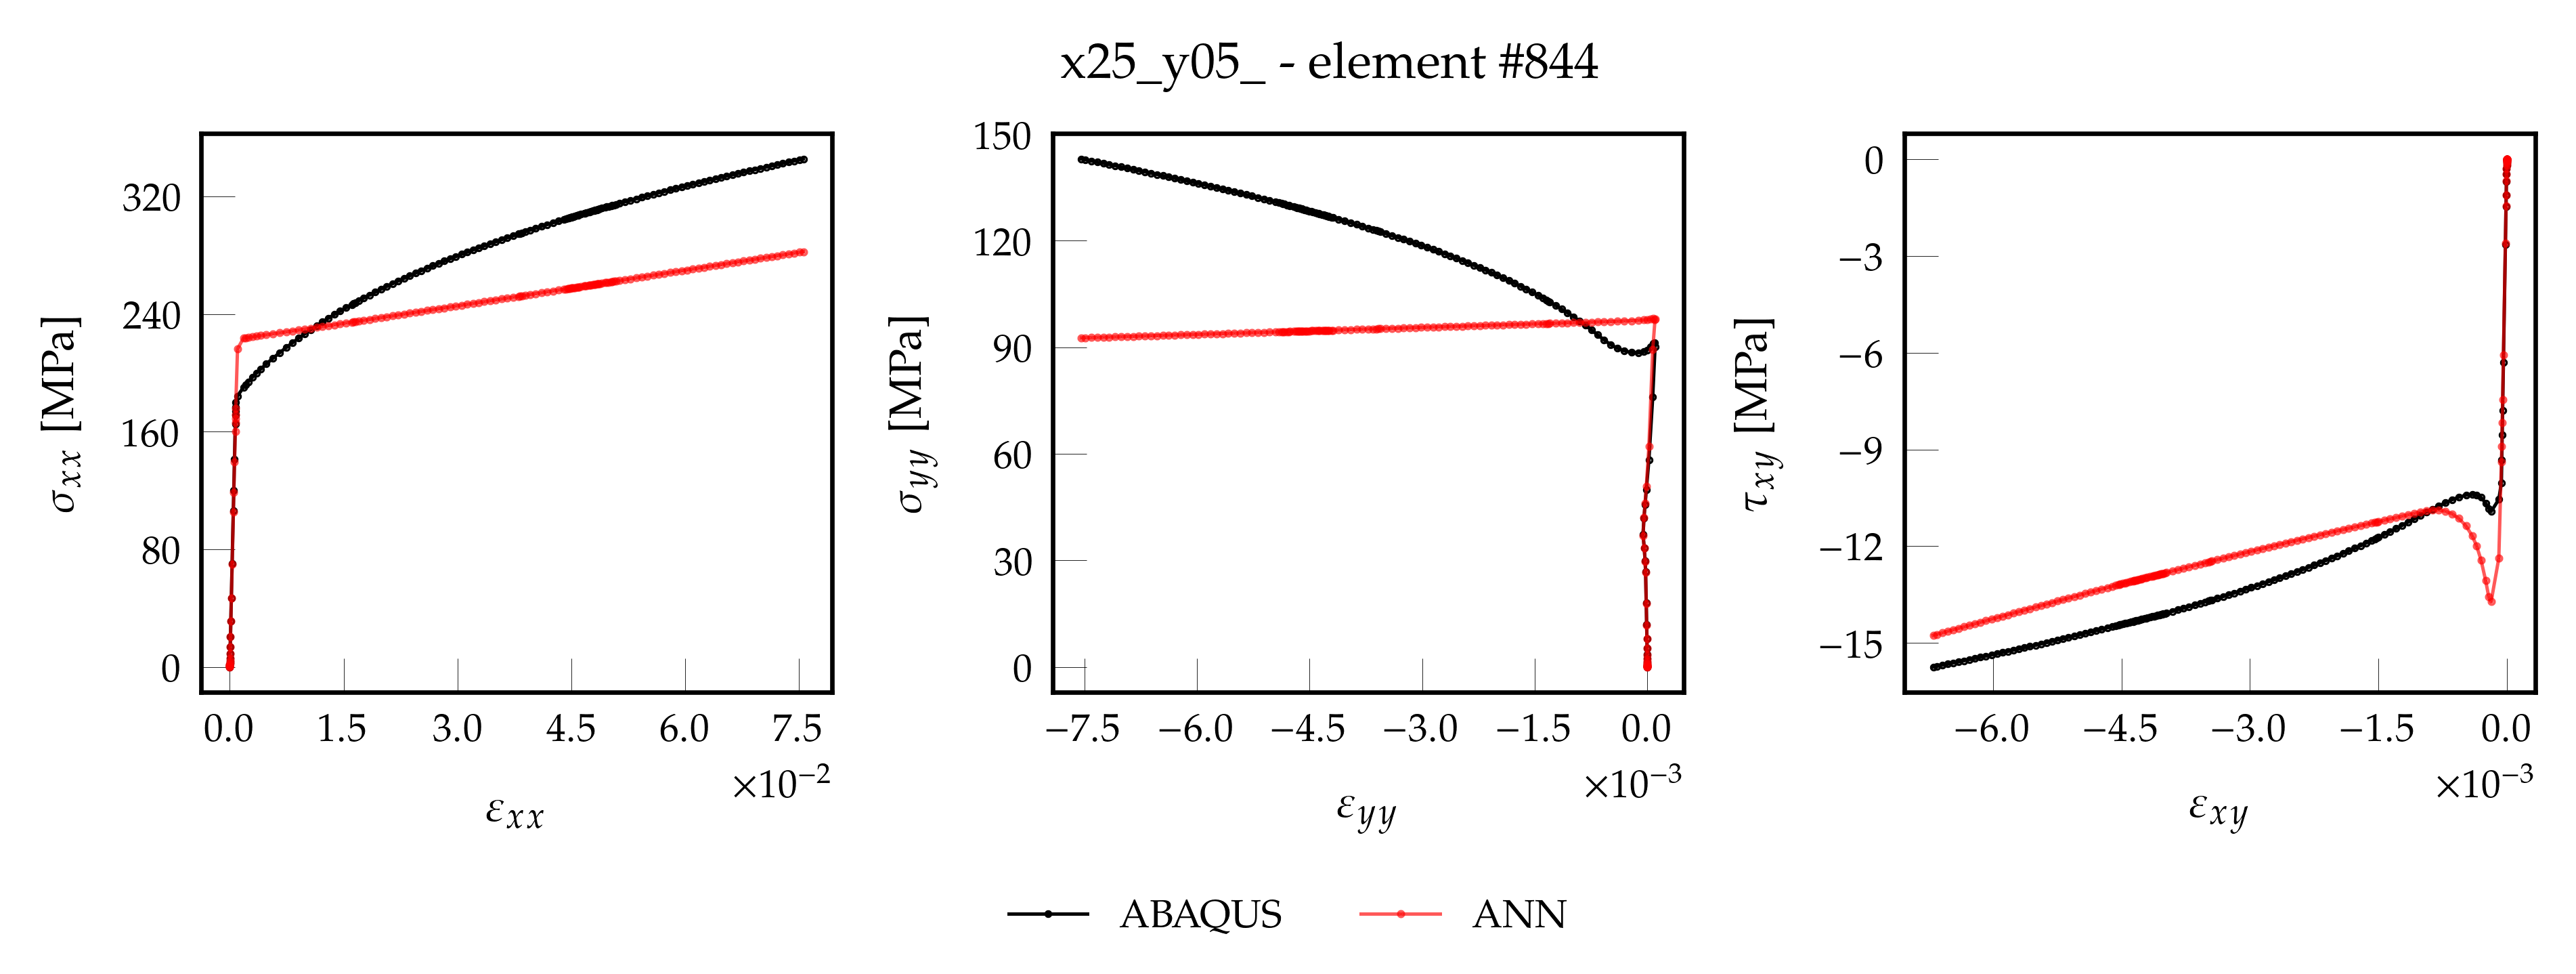 x25_y05_ - element #844
σxx [MPa]
320
240
160
80
0
0.0 1.5 3.0 4.5 6.0 7.5
×10−2
εxx
σyy [MPa]
150
120
90
60
30
0
−7.5 −6.0 −4.5 −3.0 −1.5 0.0
×10−3
εyy
τxy [MPa]
0
−3
−6
−9
−12
−15
−6.0 −4.5 −3.0 −1.5 0.0
×10−3
εxy
ABAQUS ANN